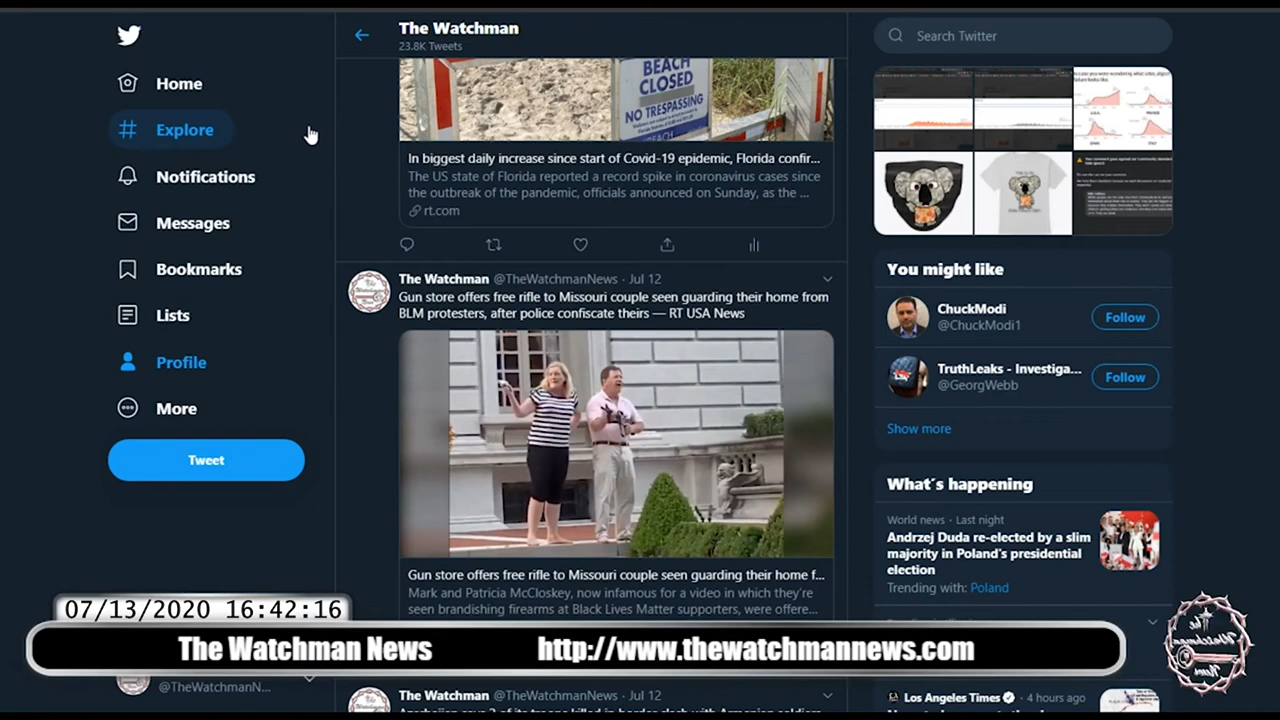 Home
Explore
Notifications
Messages
Bookmarks
Lists
Profile
More
Tweet
The Watchman
23.8K Tweets
BEACH
CLOSED
NO TRESPASSING
BEACH
In biggest daily increase since start of Covid-19 epidemic, Florida confir...
The US state of Florida reported a record spike in coronavirus cases since
the outbreak of the pandemic, officials announced on Sunday, as the ...
rt.com
The Watchman @TheWatchmanNews · Jul 12
Gun store offers free rifle to Missouri couple seen guarding their home from
BLM protesters, after police confiscate theirs — RT USA News
Gun store offers free rifle to Missouri couple seen guarding their home f...
Mark and Patricia McCloskey, now infamous for a video in which they're
seen brandishing firearms at Black Lives Matter supporters, were offere...
The Watchman @TheWatchmanNews · Jul 12
Search Twitter
You might like
ChuckModi
@ChuckModi1
Follow
TruthLeaks - Investiga...
@GeorgWebb
Follow
Show more
What's happening
World news · Last night
Andrzej Duda re-elected by a slim
majority in Poland's presidential
election
Trending with: Poland
Los Angeles Times · 4 hours ago
07/13/2020 16:42:16
The Watchman News http://www.thewatchmannews.com
@TheWatchmanN...
The
Watchman
News